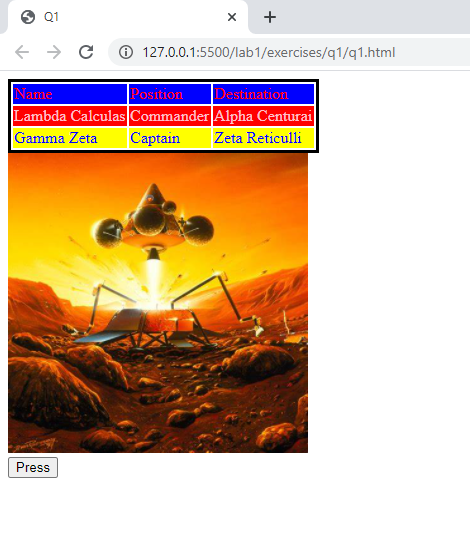 Q1
127.0.0.1:5500/lab1/exercises/q1/q1.html
Name Position Destination
Lambda Calculas Commander Alpha Centurai
Gamma Zeta Captain Zeta Reticulli
Press